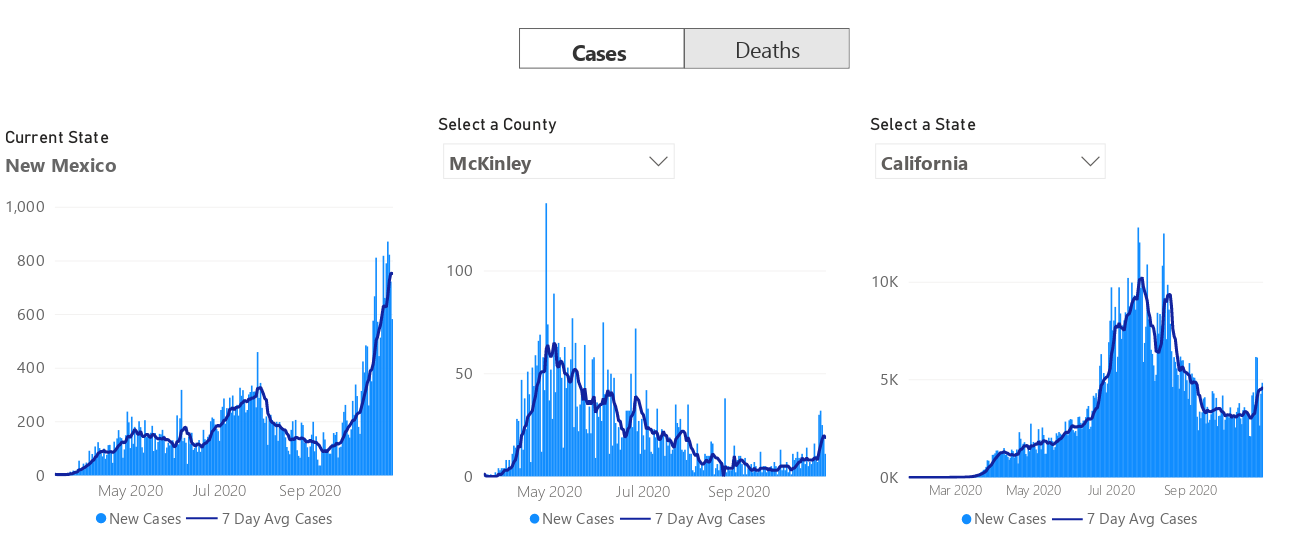 Cases Deaths
Current State
New Mexico
1,000
800
600
400
200
0
May 2020 Jul 2020 Sep 2020
New Cases 7 Day Avg Cases
Select a County
McKinley
100
50
0
May 2020 Jul 2020 Sep 2020
New Cases 7 Day Avg Cases
Select a State
California
10K
5K
0K
Mar 2020 May 2020 Jul 2020 Sep 2020
New Cases 7 Day Avg Cases